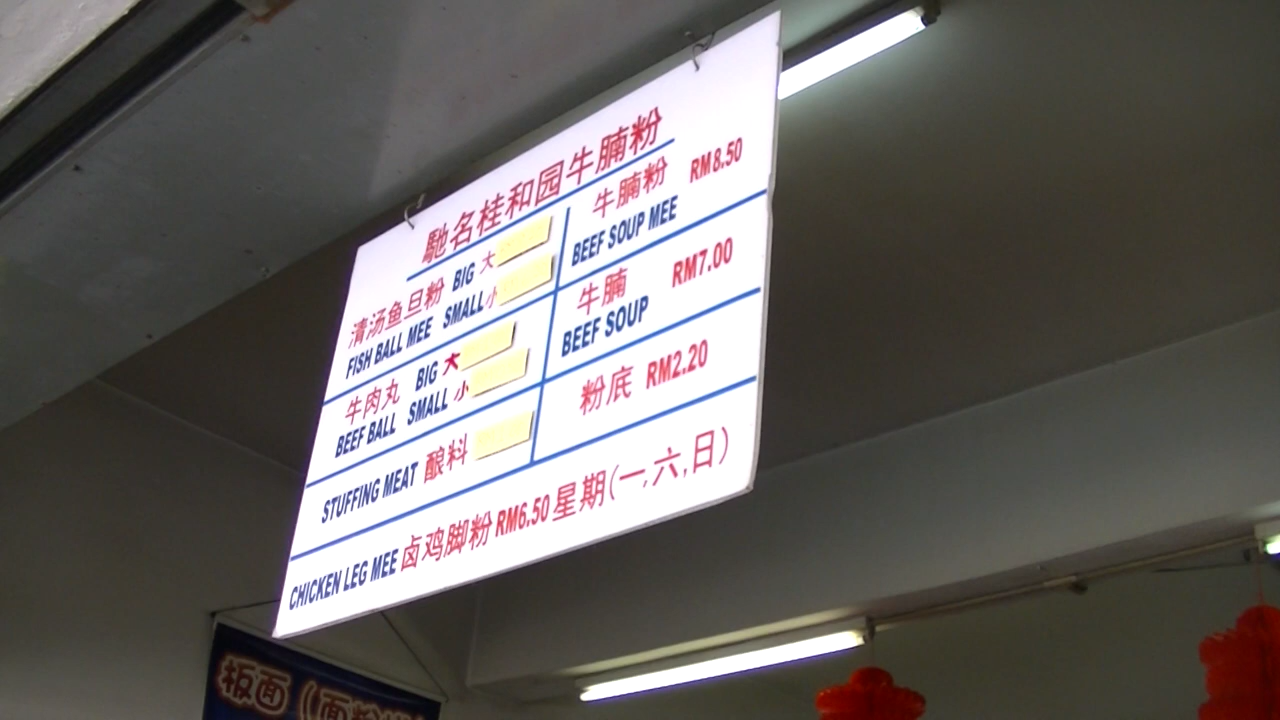 馳名桂和园牛腩粉
清汤鱼旦粉 BIG 大
FISH BALL MEE SMALL 小
牛肉丸 BIG 大
BEEF BALL SMALL 小
STUFFING MEAT 酿料
牛腩粉 RM8.50
BEEF SOUP MEE
牛腩 RM7.00
BEEF SOUP
粉底 RM2.20
CHICKEN LEG MEE 卤鸡脚粉 RM6.50 星期(一,六,日)
板面（面粉